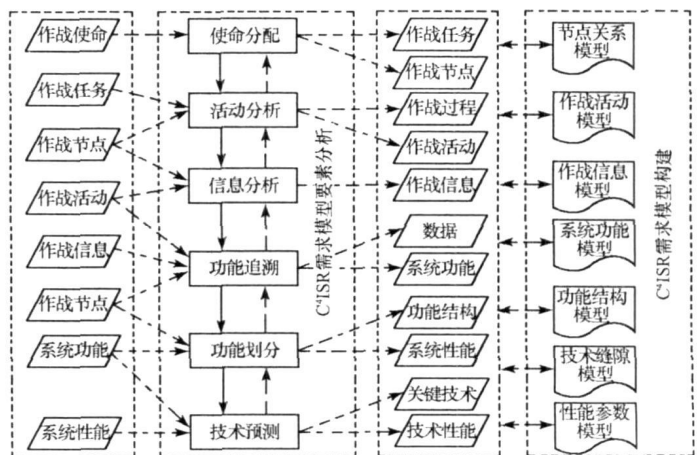 作战使命
作战任务
作战节点
作战活动
作战信息
作战节点
系统功能
系统性能
使命分配
活动分析
信息分析
功能追溯
功能划分
技术预测
C⁴ISR需求模型要素分析
作战任务
作战节点
作战过程
作战活动
作战信息
数据
系统功能
功能结构
系统性能
关键技术
技术性能
节点关系
模型
作战活动
模型
作战信息
模型
系统功能
模型
功能结构
模型
技术缝隙
模型
性能参数
模型
C⁴ISR需求模型构建